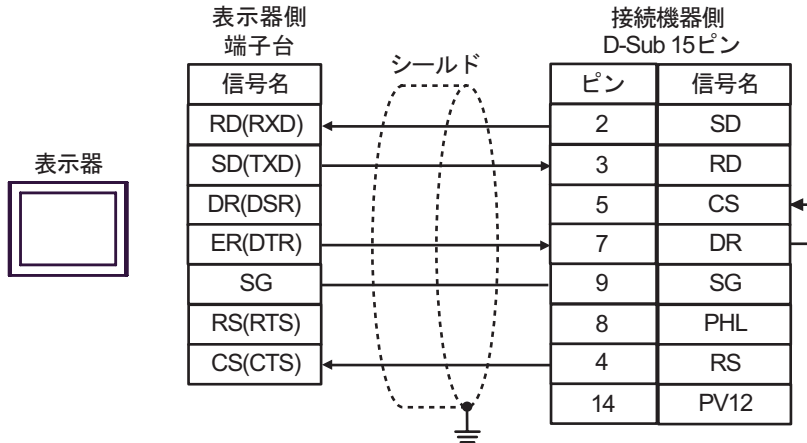 表示器側
端子台
接続機器側
D-Sub 15ピン
シールド
表示器
信号名
RD(RXD)
SD(TXD)
DR(DSR)
ER(DTR)
SG
RS(RTS)
CS(CTS)
ピン 信号名
2 SD
3 RD
5 CS
7 DR
9 SG
8 PHL
4 RS
14 PV12